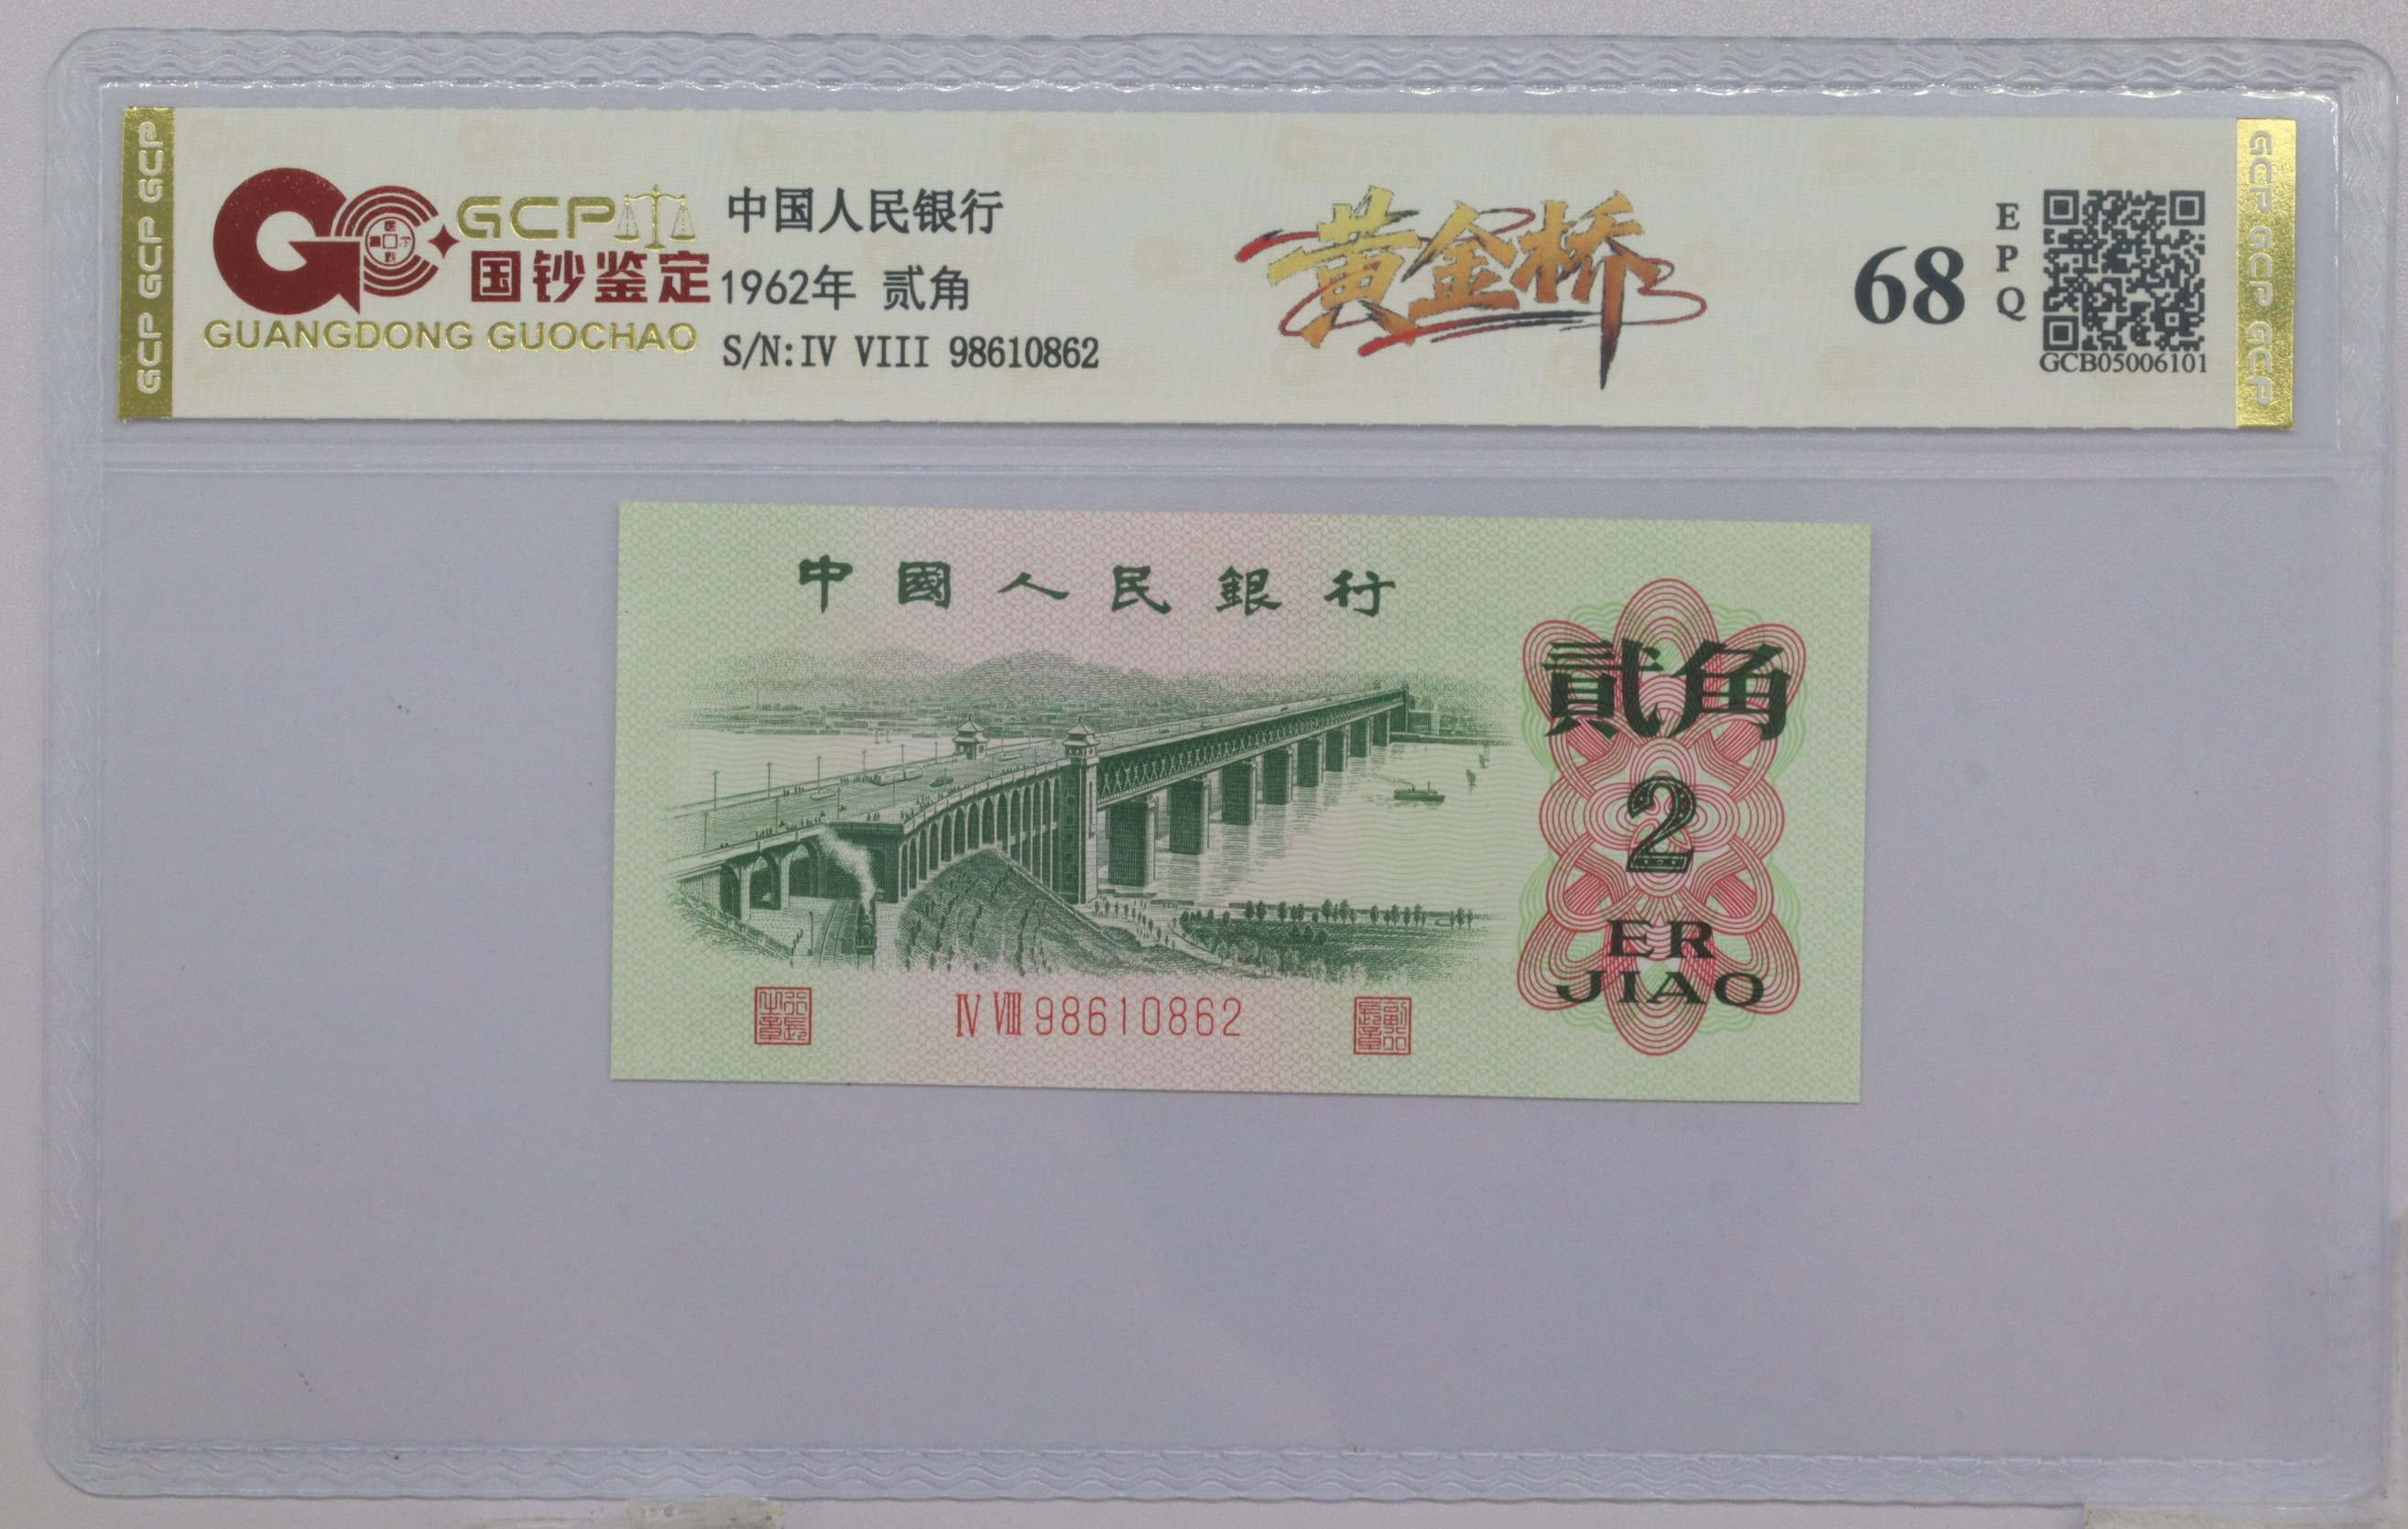 GCP GCP GCP
GCP
国钞鉴定
GUANGDONG GUOCHAO
中国人民银行
1962年 贰角
S/N:IV VIII 98610862
黄金桥
68
EPQ
GCB05006101
GCP GCP GCP
中國人民銀行
貳角
2
ER
JIAO
Ⅳ Ⅷ 98610862